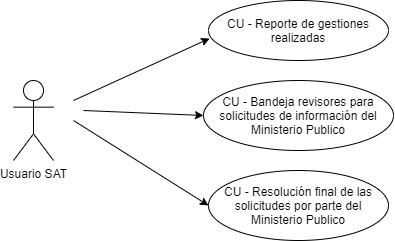 CU - Reporte de gestiones
realizadas
CU - Bandeja revisores para
solicitudes de información del
Ministerio Publico
Usuario SAT
CU - Resolución final de las
solicitudes por parte del
Ministerio Publico